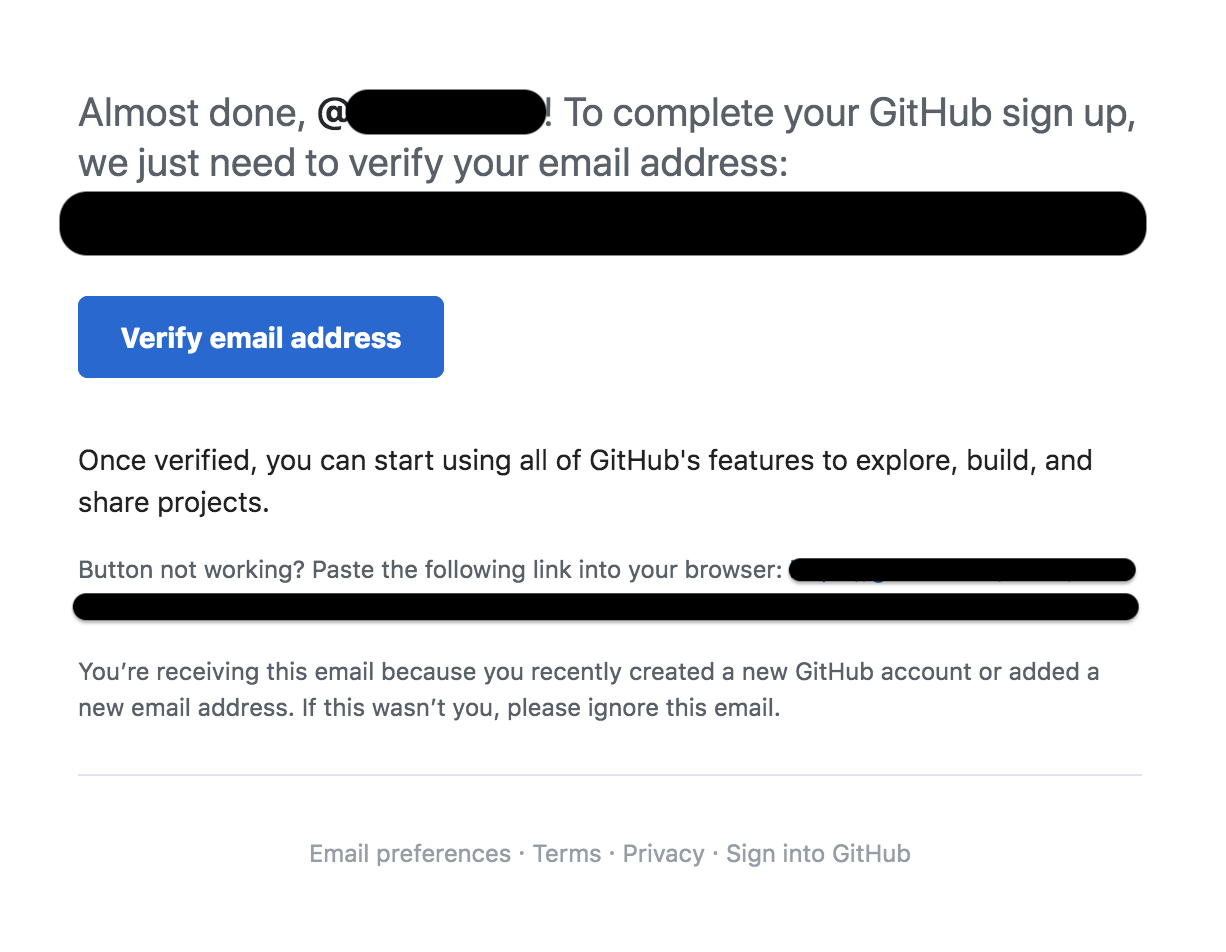 Almost done, @! To complete your GitHub sign up,
we just need to verify your email address:
Verify email address
Once verified, you can start using all of GitHub's features to explore, build, and
share projects.
Button not working? Paste the following link into your browser:
You’re receiving this email because you recently created a new GitHub account or added a
new email address. If this wasn’t you, please ignore this email.
Email preferences · Terms · Privacy · Sign into GitHub